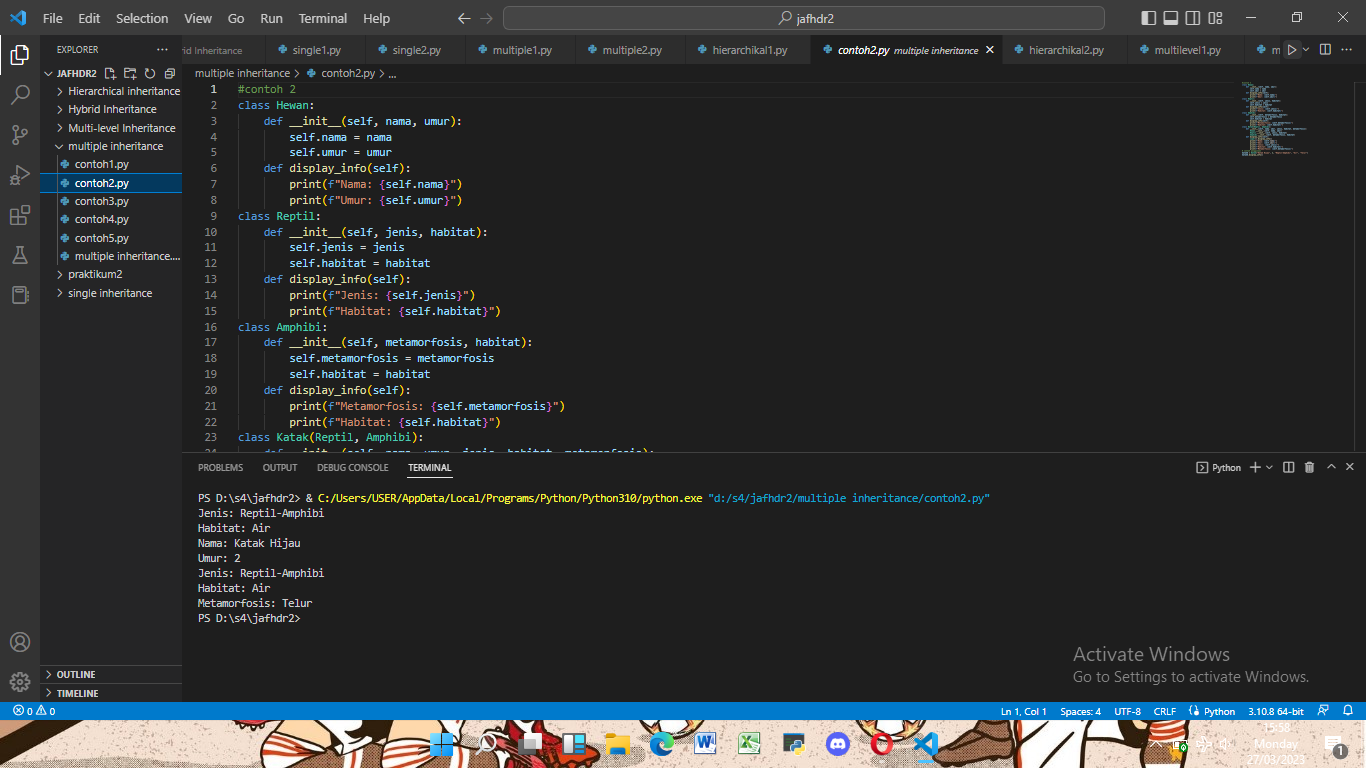 File Edit Selection View Go Run Terminal Help
jafhdr2
EXPLORER
rid Inheritance
single1.py
single2.py
multiple1.py
multiple2.py
hierarchikal1.py
contoh2.py multiple inheritance
hierarchikal2.py
multilevel1.py
m
JAFHDR2
Hierarchical inheritance
Hybrid Inheritance
Multi-level Inheritance
multiple inheritance
contoh1.py
contoh2.py
contoh3.py
contoh4.py
contoh5.py
multiple inheritance....
praktikum2
single inheritance
OUTLINE
TIMELINE
multiple inheritance > contoh2.py > ...
1 #contoh 2
2 class Hewan:
3 def __init__(self, nama, umur):
4 self.nama = nama
5 self.umur = umur
6 def display_info(self):
7 print(f"Nama: {self.nama}")
8 print(f"Umur: {self.umur}")
9 class Reptil:
10 def __init__(self, jenis, habitat):
11 self.jenis = jenis
12 self.habitat = habitat
13 def display_info(self):
14 print(f"Jenis: {self.jenis}")
15 print(f"Habitat: {self.habitat}")
16 class Amphibi:
17 def __init__(self, metamorfosis, habitat):
18 self.metamorfosis = metamorfosis
19 self.habitat = habitat
20 def display_info(self):
21 print(f"Metamorfosis: {self.metamorfosis}")
22 print(f"Habitat: {self.habitat}")
23 class Katak(Reptil, Amphibi):
24 def __init__(self, nama, umur, jenis, habitat, metamorfosis):
PROBLEMS OUTPUT DEBUG CONSOLE TERMINAL
Python
PS D:\s4\jafhdr2> & C:/Users/USER/AppData/Local/Programs/Python/Python310/python.exe "d:/s4/jafhdr2/multiple inheritance/contoh2.py"
Jenis: Reptil-Amphibi
Habitat: Air
Nama: Katak Hijau
Umur: 2
Jenis: Reptil-Amphibi
Habitat: Air
Metamorfosis: Telur
PS D:\s4\jafhdr2>
Activate Windows
Go to Settings to activate Windows.
0 0
Ln 1, Col 1 Spaces: 4 UTF-8 CRLF Python 3.10.8 64-bit
15:58
Monday
27/03/2023
1